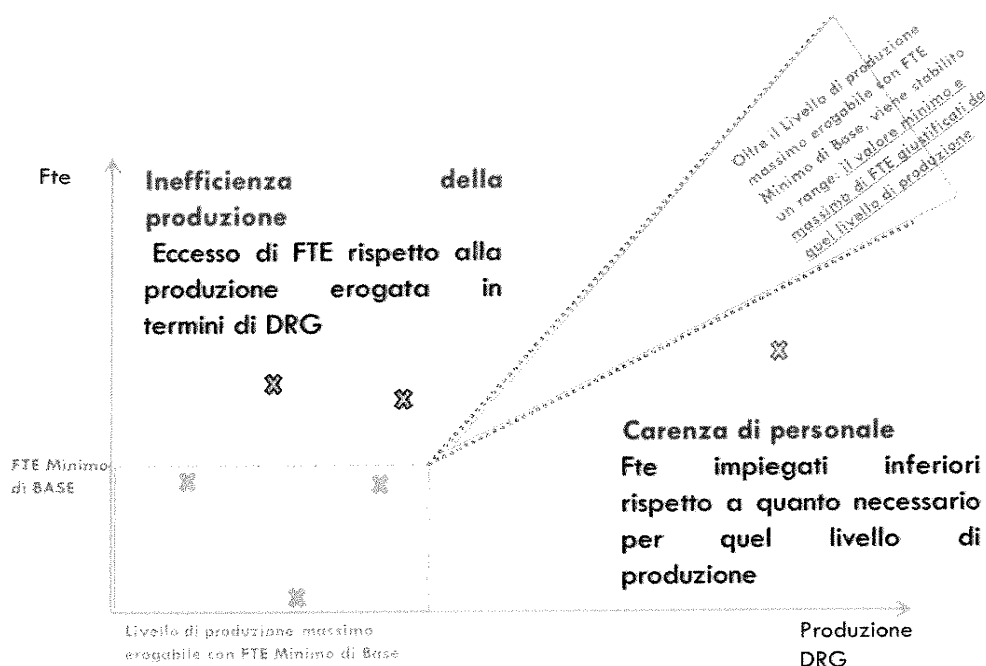 Oltre il Livello di produzione
massimo erogabile con FTE
Minimo di Base, viene stabilito
un range: il valore minimo e
massimo di FTE giustificati da
quel livello di produzione
Fte
Inefficienza della
produzione
Eccesso di FTE rispetto alla
produzione erogata in
termini di DRG
Carenza di personale
Fte impiegati inferiori
rispetto a quanto necessario
per quel livello di
produzione
FTE Minimo
di BASE
Livello di produzione massimo
erogabile con FTE Minimo di Base
Produzione
DRG